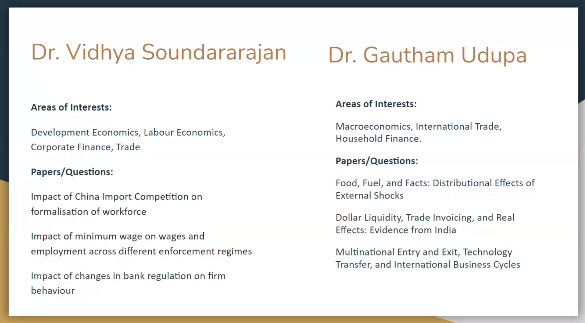 Dr. Vidhya Soundararajan
Areas of Interests:
Development Economics, Labour Economics,
Corporate Finance, Trade
Papers/Questions:
Impact of China Import Competition on
formalisation of workforce
Impact of minimum wage on wages and
employment across different enforcement regimes
Impact of changes in bank regulation on firm
behaviour
Dr. Gautham Udupa
Areas of Interests:
Macroeconomics, International Trade,
Household Finance.
Papers/Questions:
Food, Fuel, and Facts: Distributional Effects of
External Shocks
Dollar Liquidity, Trade Invoicing, and Real
Effects: Evidence from India
Multinational Entry and Exit, Technology
Transfer, and International Business Cycles